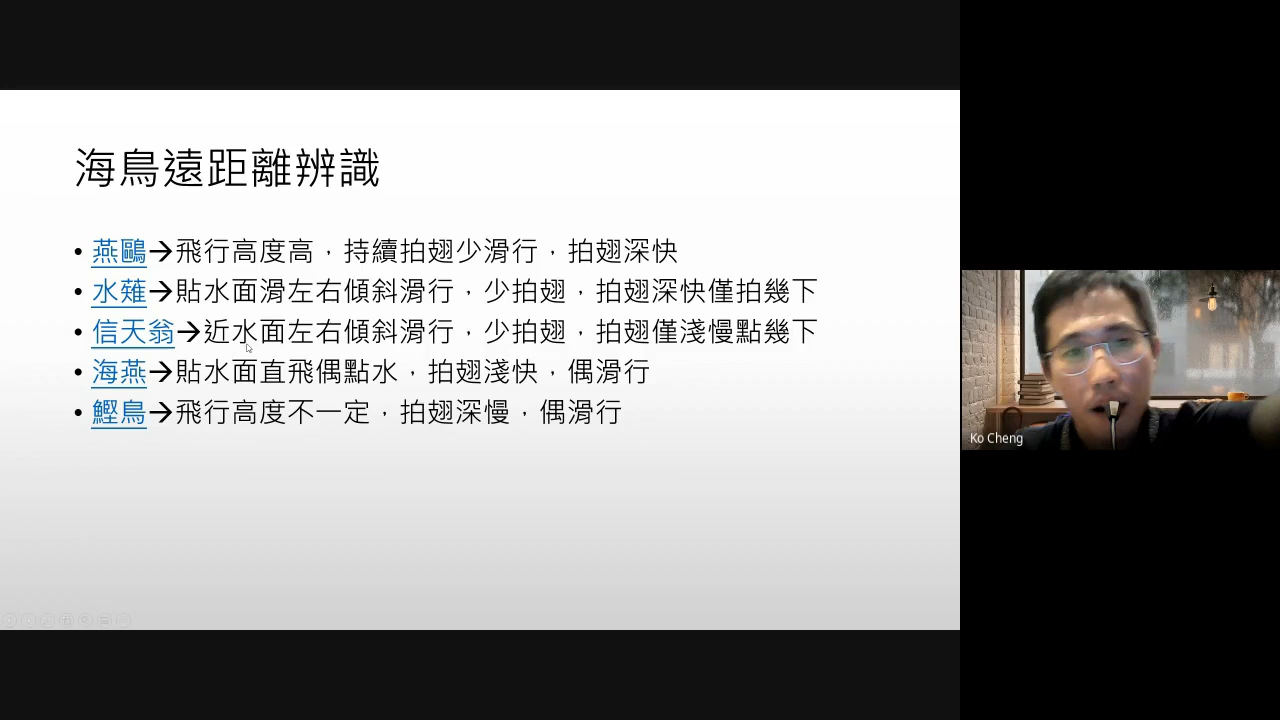 海鳥遠距離辨識
• 燕鷗→飛行高度高，持續拍翅少滑行，拍翅深快
• 水薙→貼水面滑左右傾斜滑行，少拍翅，拍翅深快僅拍幾下
• 信天翁→近水面左右傾斜滑行，少拍翅，拍翅僅淺慢點幾下
• 海燕→貼水面直飛偶點水，拍翅淺快，偶滑行
• 鰹鳥→飛行高度不一定，拍翅深慢，偶滑行
Ko Cheng